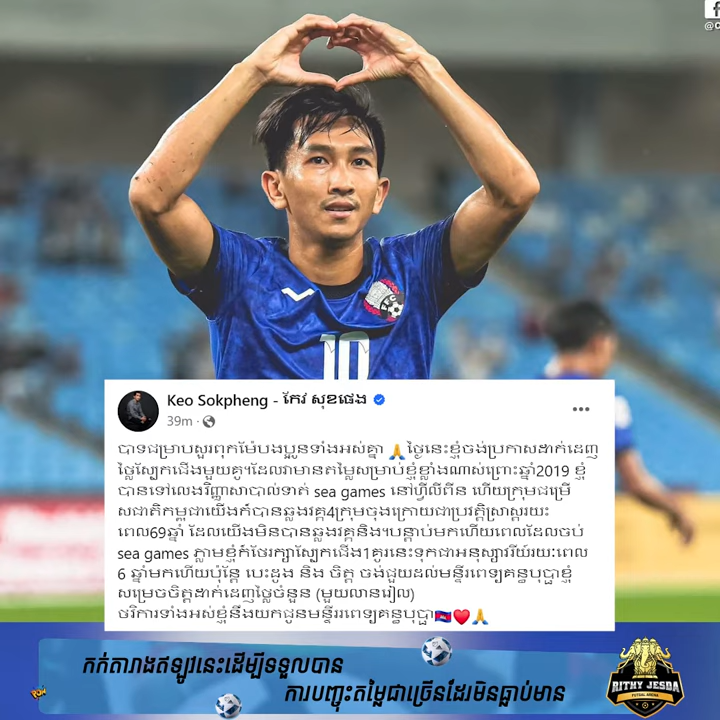 10
Keo Sokpheng - កែវ សុខផេង
39m
បាទជម្រាបសួរពុកម៉ែបងប្អូនទាំងអស់គ្នា 🙏ថ្ងៃនេះខ្ញុំចង់ប្រកាសដាក់ដេញ
ថ្លៃស្បែកជើងមួយគូ។ដែលវាមានតម្លៃសម្រាប់ខ្ញុំខ្លាំងណាស់ព្រោះឆ្នាំ2019 ខ្ញុំ
បានទៅលេងវិញ្ញាសាបាល់ទាត់ sea games នៅហ្វីលីពីន ហើយក្រុមជម្រើ
សជាតិកម្ពុជាយើងក៏បានឆ្លងវគ្គ4ក្រុមចុងក្រោយជាប្រវត្តិស្រាស្តរយះ
ពេល69ឆ្នាំ ដែលយើងមិនបានឆ្លងវគ្គនិង។បន្តាប់មកហើយពេលដែលចប់
sea games ភ្លាមខ្ញុំក៏ថែរក្សាស្បែកជើង1គូរនេះទុកជាអនុស្សាវរីយ៍រយៈពេល
6 ឆ្នាំមកហើយប៉ុន្តែ បេះដូង និង ចិត្ត ចង់ជួយដល់មន្ទីរពេទ្យគន្ធបុប្ផាខ្ញុំ
សម្រេចចិត្តដាក់ដេញថ្លៃចំនួន (មួយលានរៀល)
ថវិការទាំងអស់ខ្ញុំនឹងយកជូនមន្ទីររពេទ្យគន្ធបុប្ផា🇰🇭❤️🙏
កក់តារាងឥឡូវនេះដើម្បីទទួលបាន
ការបញ្ចុះតម្លៃជាច្រើនដែរមិនធ្លាប់មាន
RITHY JESDA
FUTSAL ARENA